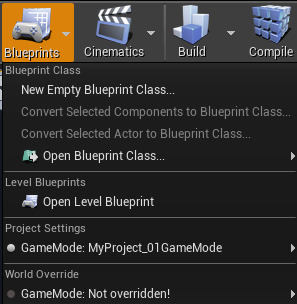 Blueprints Cinematics Build Compile
Blueprint Class
New Empty Blueprint Class...
Convert Selected Components to Blueprint Class...
Convert Selected Actor to Blueprint Class...
Open Blueprint Class...
Level Blueprints
Open Level Blueprint
Project Settings
GameMode: MyProject_01GameMode
World Override
GameMode: Not overridden!